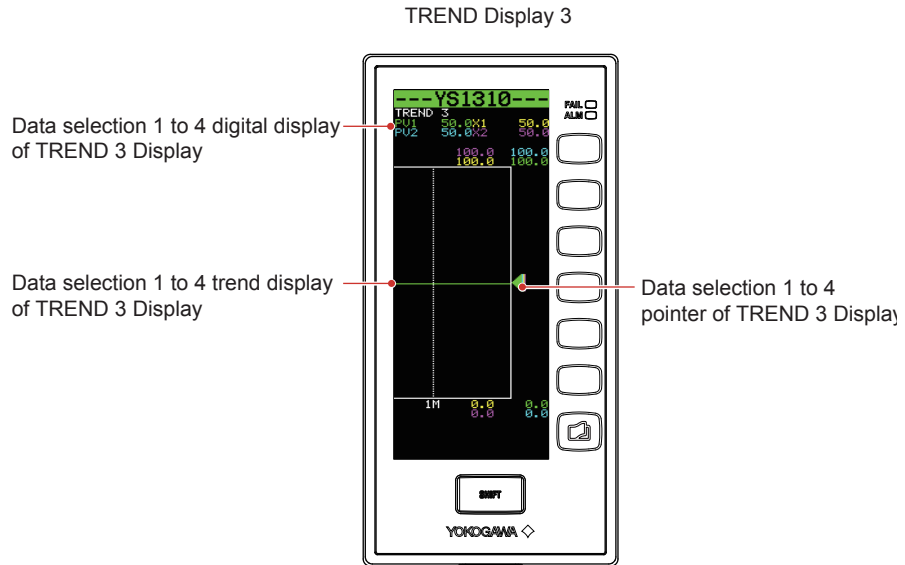 TREND Display 3
---YS1310---
TREND 3
PV1 50.0 X1 50.0
PV2 50.0 X2 50.0
100.0 100.0
100.0 100.0
1M 0.0 0.0
0.0 0.0
FAIL
ALM
SHIFT
YOKOGAWA
Data selection 1 to 4 digital display
of TREND 3 Display
Data selection 1 to 4 trend display
of TREND 3 Display
Data selection 1 to 4
pointer of TREND 3 Display